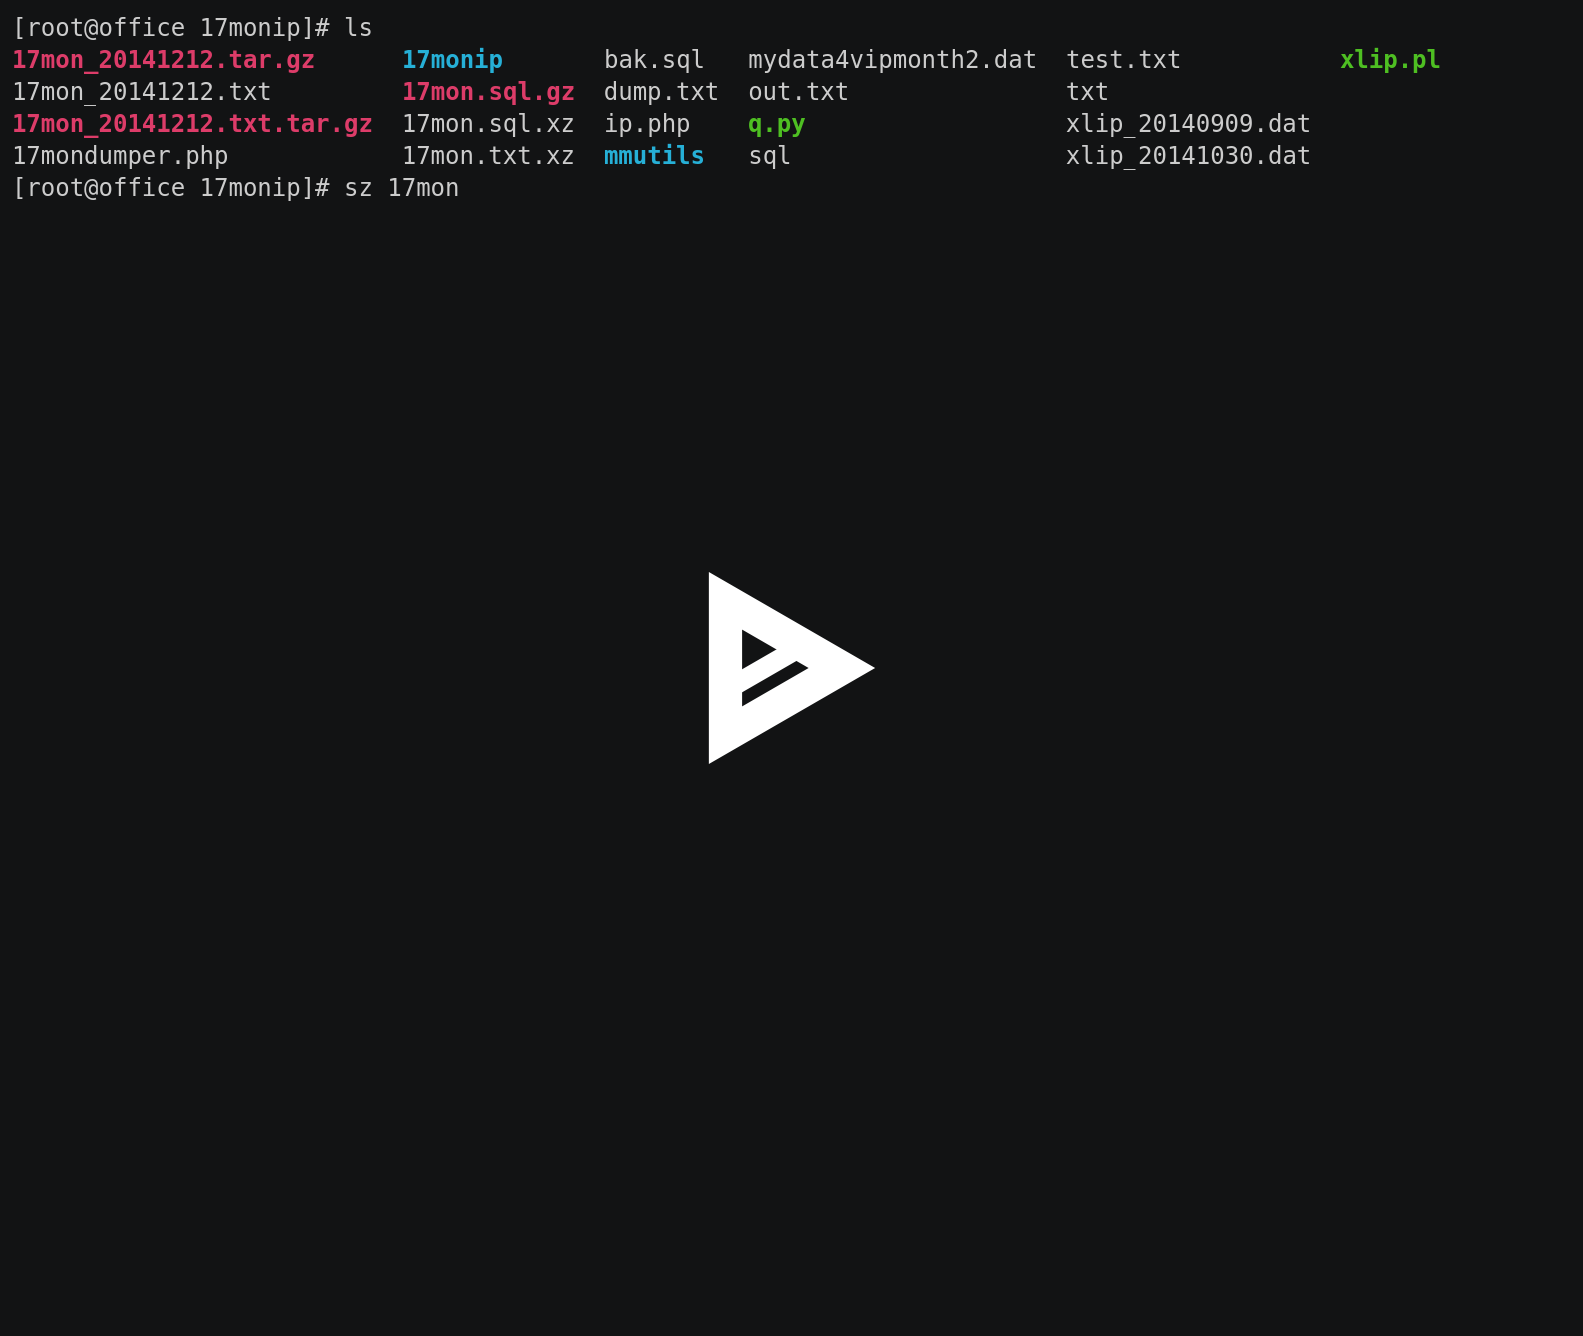 [root@office 17monip]# ls
17mon_20141212.tar.gz 17monip bak.sql mydata4vipmonth2.dat test.txt xlip.pl
17mon_20141212.txt 17mon.sql.gz dump.txt out.txt txt
17mon_20141212.txt.tar.gz 17mon.sql.xz ip.php q.py xlip_20140909.dat
17mondumper.php 17mon.txt.xz mmutils sql xlip_20141030.dat
[root@office 17monip]# sz 17mon